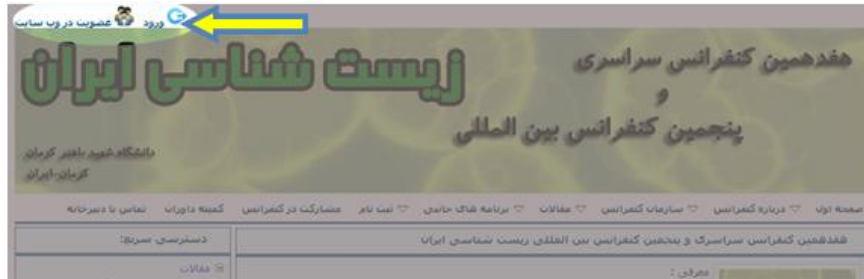 ورود عضویت در وب سایت
هفدهمین کنفرانس سراسری
و
پنجمین کنفرانس بین المللی
زیست شناسی ایران
دانشگاه شهید باهنر کرمان
کرمان-ایران
صفحه اول درباره کنفرانس سازمان کنفرانس مقالات برنامه های جانبی ثبت نام مشارکت در کنفرانس کمیته داوران تماس با دبیرخانه
هفدهمین کنفرانس سراسری و پنجمین کنفرانس بین المللی زیست شناسی ایران
دسترسی سریع:
معرفی :
مقالات